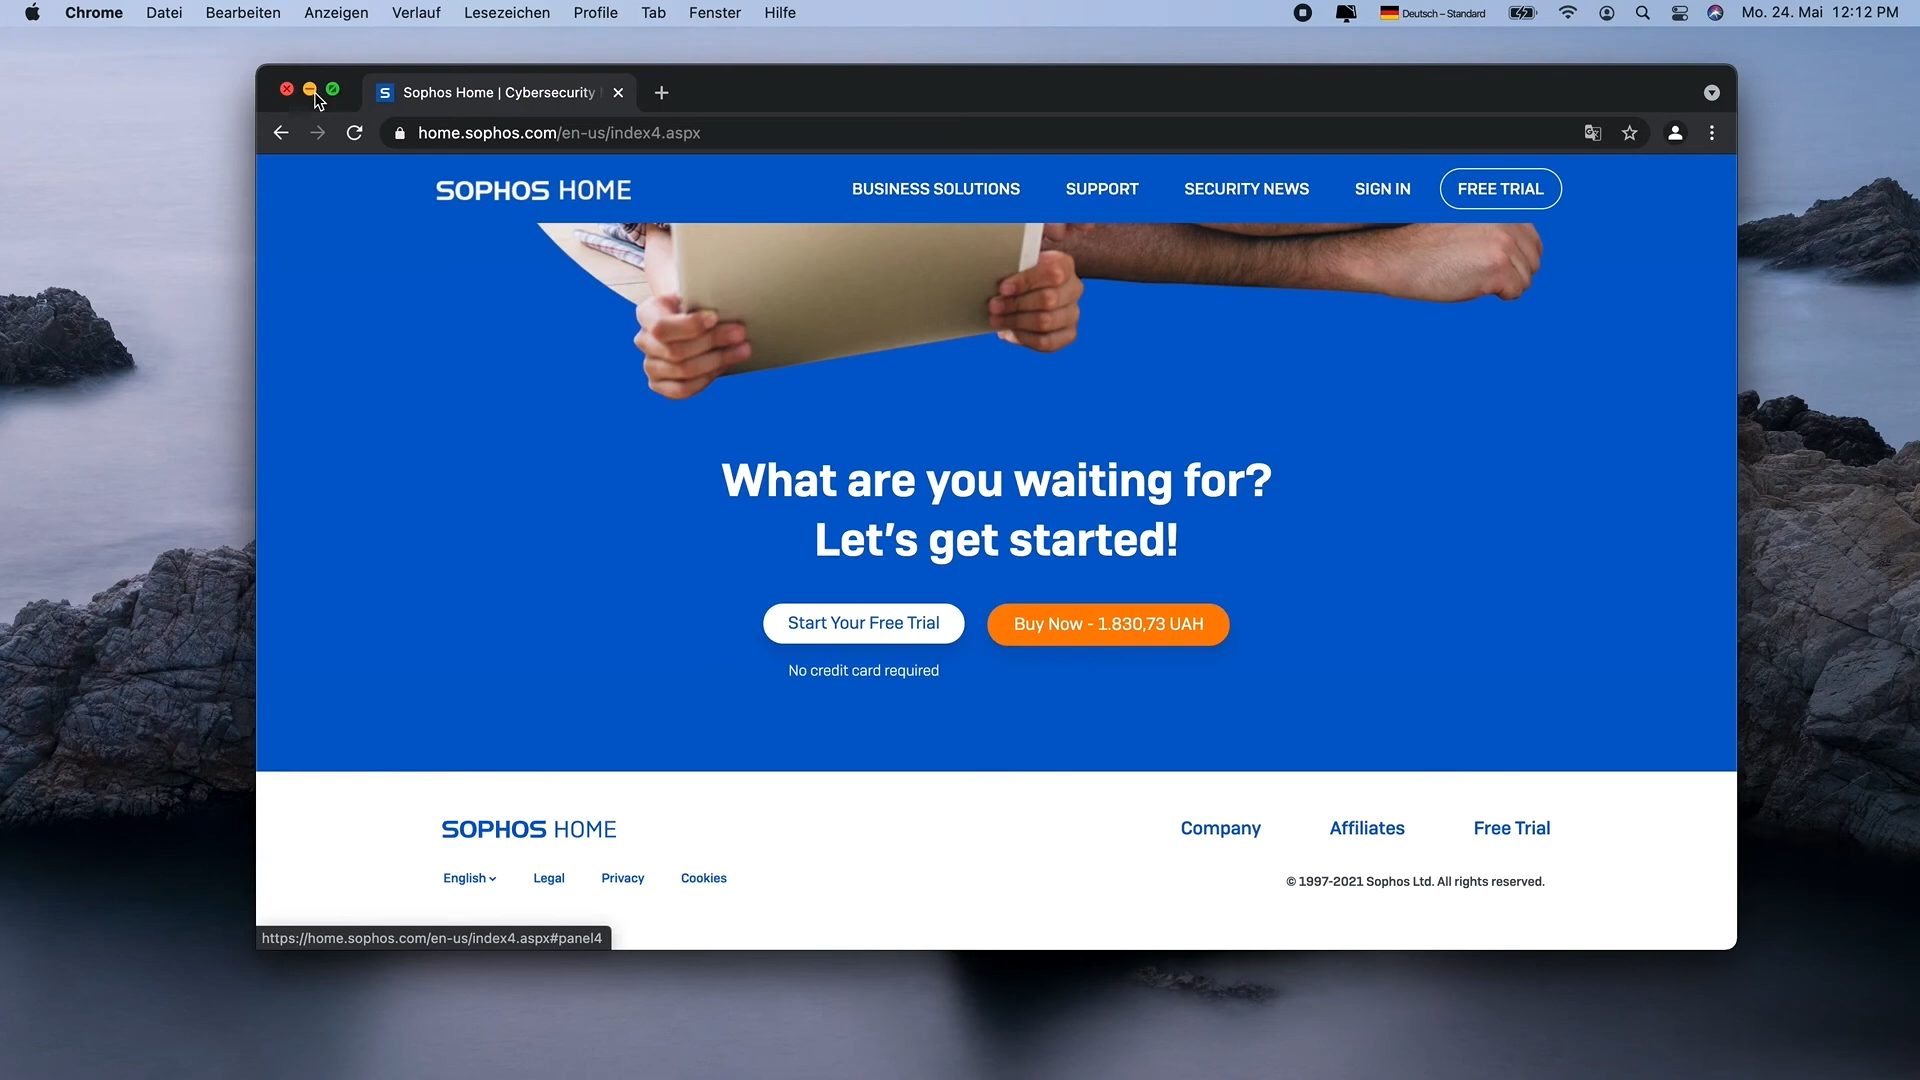 Chrome Datei Bearbeiten Anzeigen Verlauf Lesezeichen Profile Tab Fenster Hilfe Deutsch – Standard Mo. 24. Mai 12:12 PM
Sophos Home | Cybersecurity
home.sophos.com/en-us/index4.aspx
SOPHOS HOME BUSINESS SOLUTIONS SUPPORT SECURITY NEWS SIGN IN FREE TRIAL
What are you waiting for?
Let's get started!
Start Your Free Trial Buy Now - 1.830,73 UAH
No credit card required
SOPHOS HOME Company Affiliates Free Trial
English Legal Privacy Cookies © 1997-2021 Sophos Ltd. All rights reserved.
https://home.sophos.com/en-us/index4.aspx#panel4